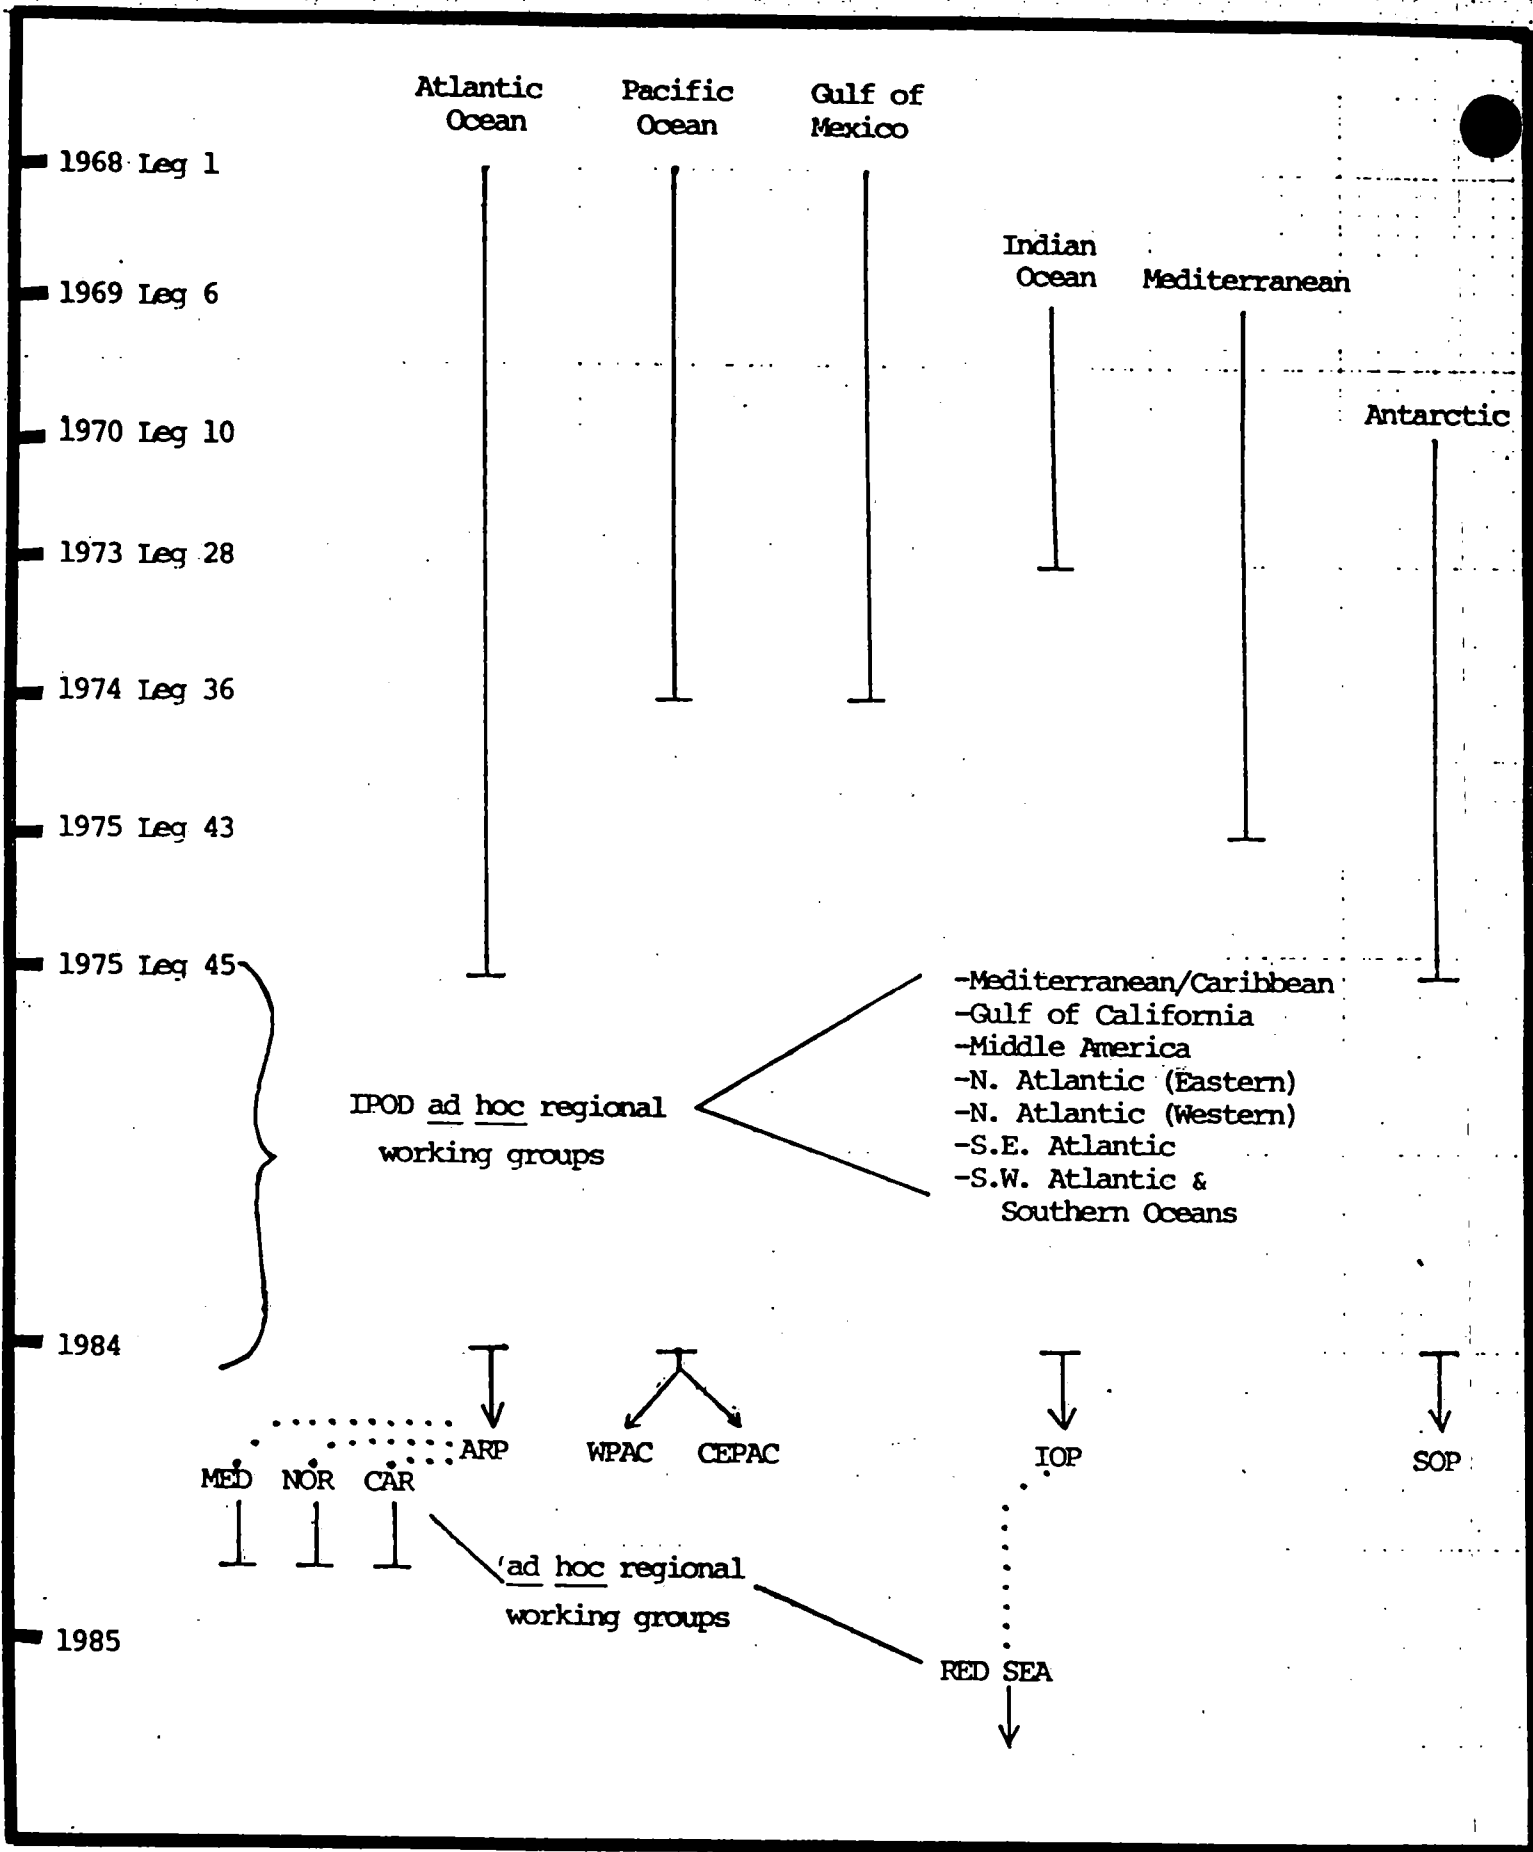 Atlantic
Ocean
Pacific
Ocean
Gulf of
Mexico
1968 Leg 1
Indian
Ocean
Mediterranean
1969 Leg 6
Antarctic
1970 Leg 10
1973 Leg 28
1974 Leg 36
1975 Leg 43
1975 Leg 45
-Mediterranean/Caribbean
-Gulf of California
-Middle America
-N. Atlantic (Eastern)
-N. Atlantic (Western)
-S.E. Atlantic
-S.W. Atlantic &
Southern Oceans
IPOD ad hoc regional
working groups
1984
ARP
WPAC
CEPAC
IOP
SOP
MED
NOR
CAR
ad hoc regional
working groups
1985
RED SEA